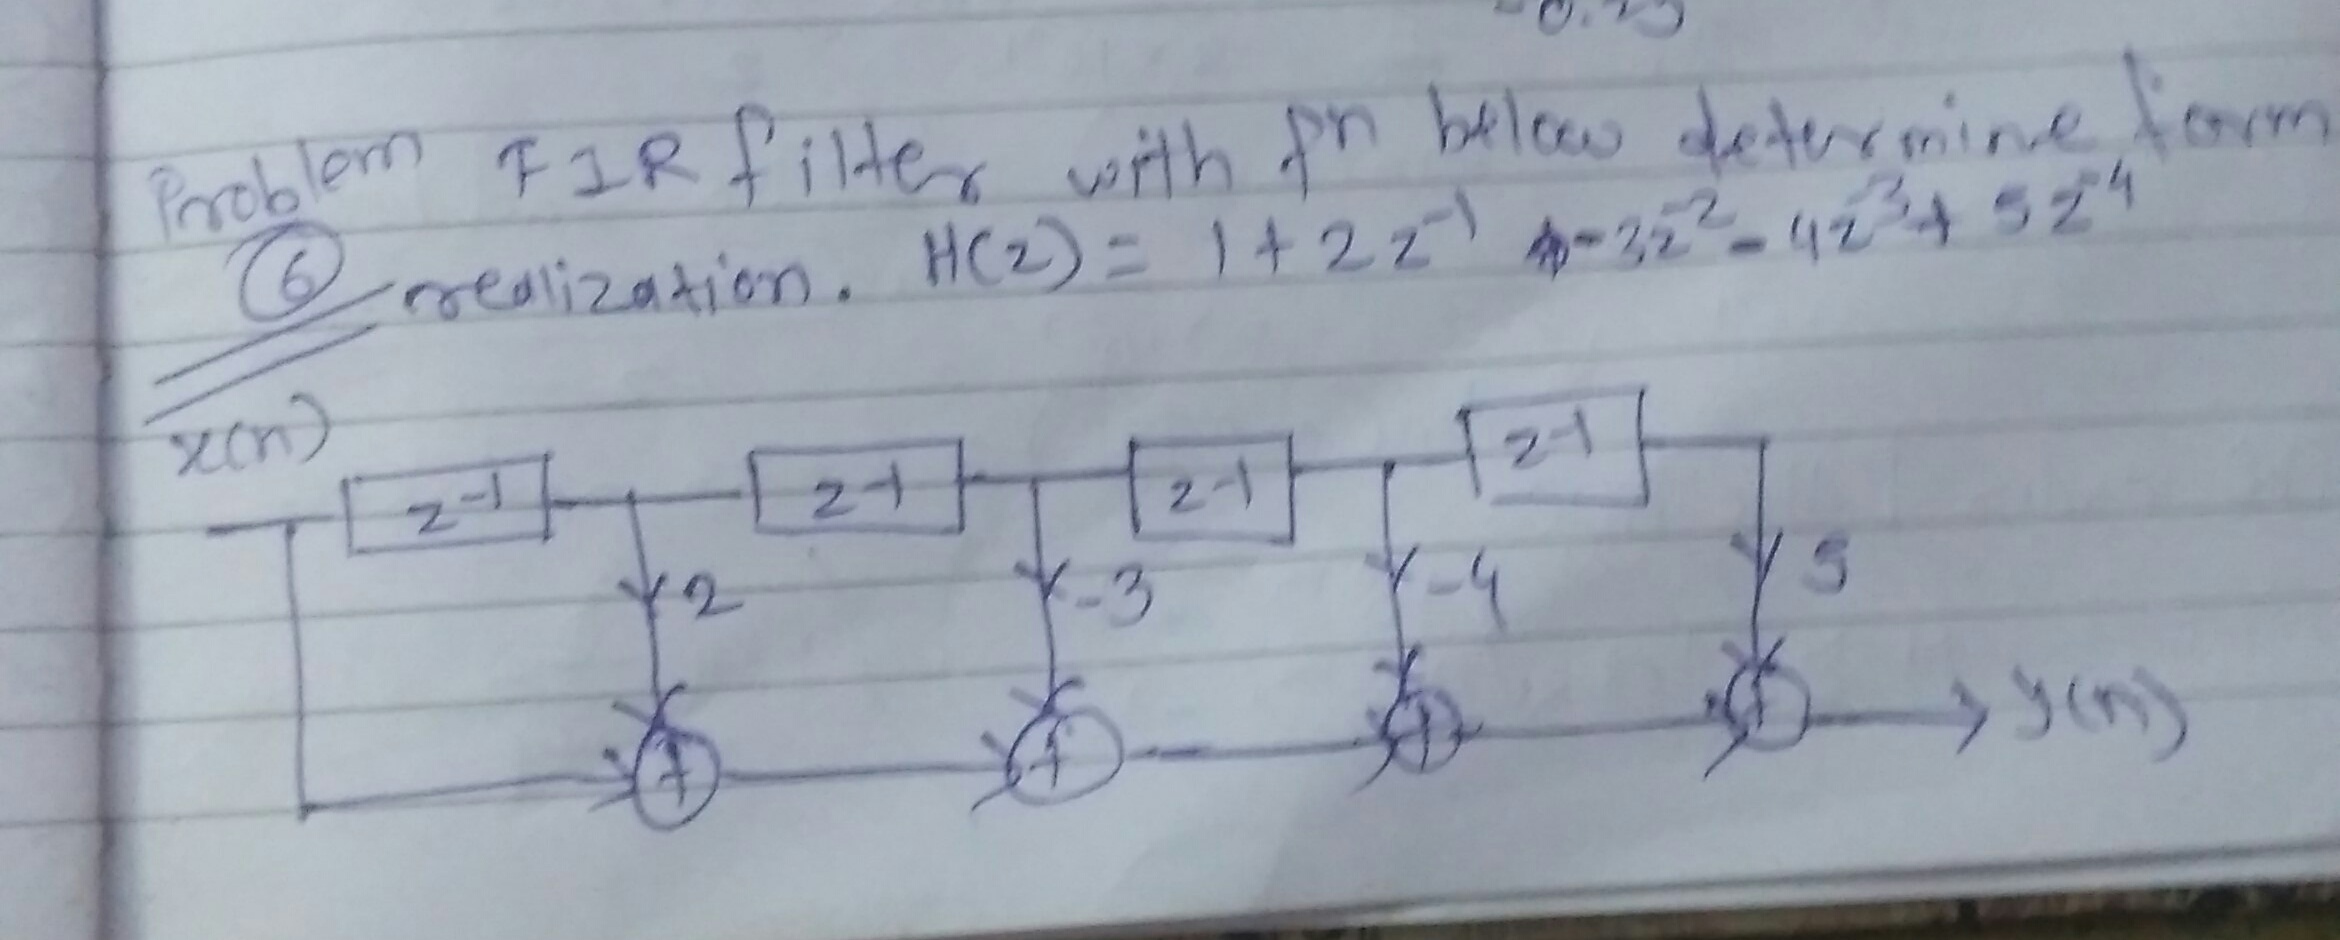 Problem FIR filter with fn below determine form
⑥ realization. H(z) = 1 + 2z⁻¹ - 3z⁻² - 4z⁻³ + 5z⁻⁴
x(n)
z⁻¹ z⁻¹ z⁻¹ z⁻¹
2 -3 -4 5
+ + + + y(n)